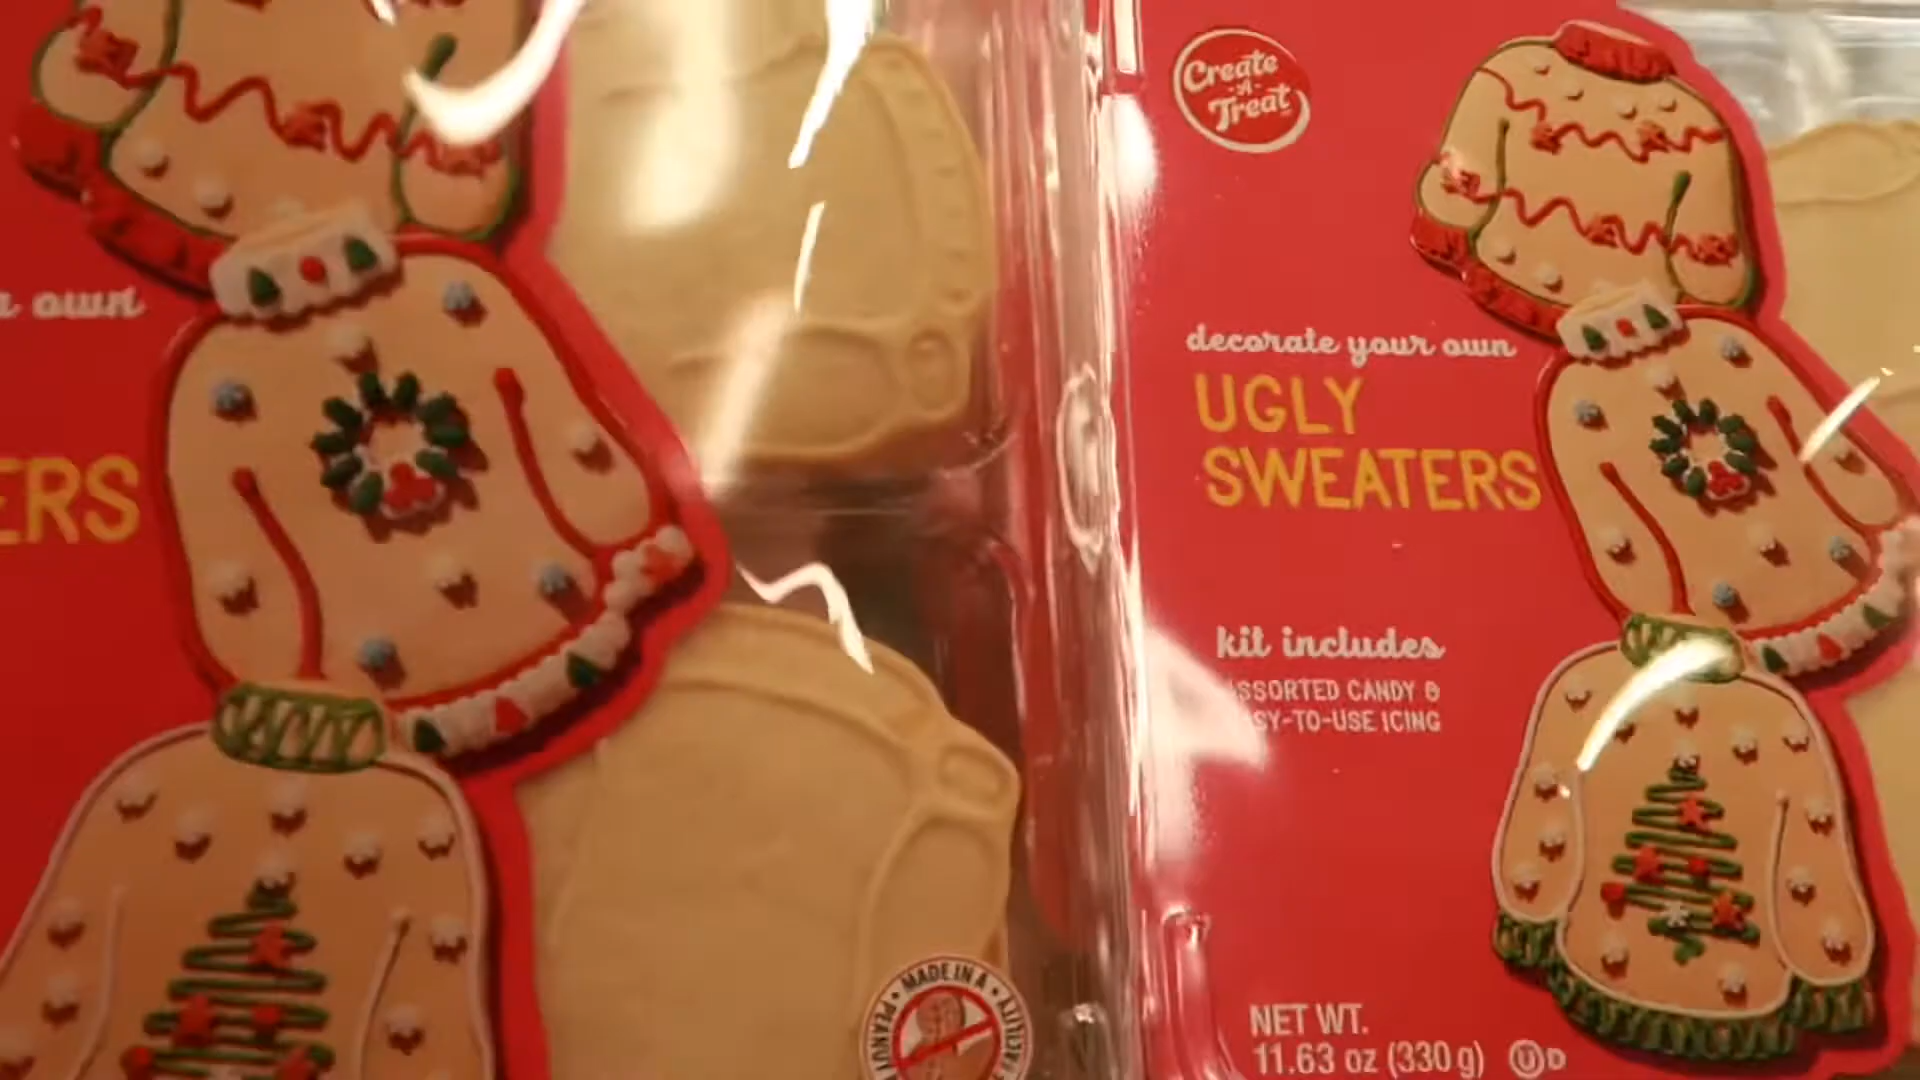 own
ERS
MADE IN A
PEANU
Create
-A-
Treat
decorate your own
UGLY
SWEATERS
kit includes
SSORTED CANDY &
SY-TO-USE ICING
NET WT.
11.63 oz (330 g) U D